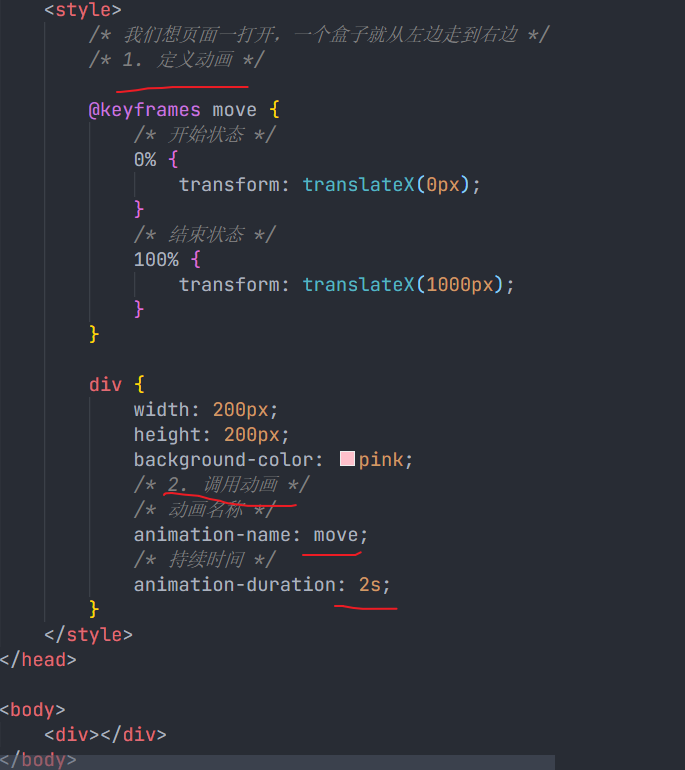 <style>
/* 我们想页面一打开，一个盒子就从左边走到右边 */
/* 1. 定义动画 */
@keyframes move {
/* 开始状态 */
0% {
transform: translateX(0px);
}
/* 结束状态 */
100% {
transform: translateX(1000px);
}
}
div {
width: 200px;
height: 200px;
background-color: pink;
/* 2. 调用动画 */
/* 动画名称 */
animation-name: move;
/* 持续时间 */
animation-duration: 2s;
}
</style>
</head>
<body>
<div></div>
</body>